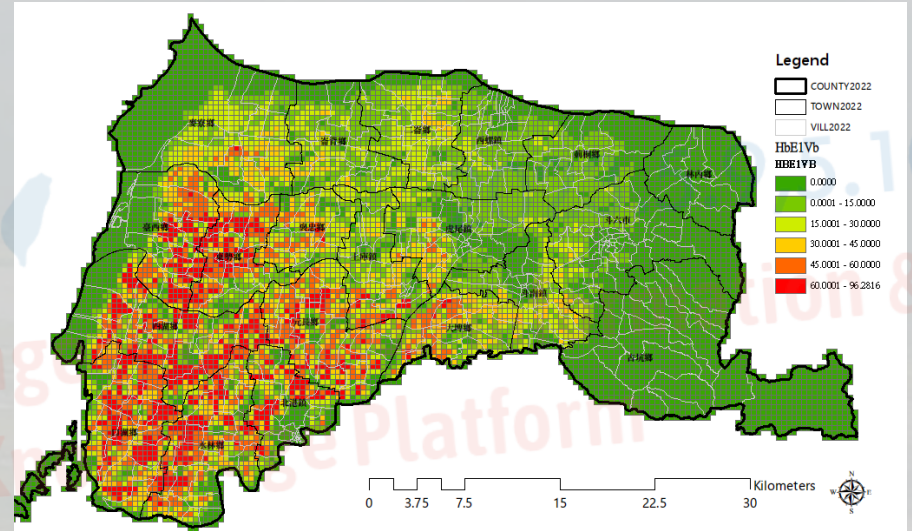 Legend
COUNTY2022
TOWN2022
VILL2022
HbE1Vb
HBE1VB
0.0000
0.0001 - 15.0000
15.0001 - 30.0000
30.0001 - 45.0000
45.0001 - 60.0000
60.0001 - 96.2816
麥寮鄉
崙背鄉
二崙鄉
西螺鎮
莿桐鄉
林內鄉
臺西鄉
東勢鄉
褒忠鄉
土庫鎮
虎尾鎮
斗六市
斗南鎮
四湖鄉
元長鄉
大埤鄉
古坑鄉
北港鎮
口湖鄉
水林鄉
5.1
tion &
ge Platform
0 3.75 7.5 15 22.5 30 Kilometers
N
W E
S